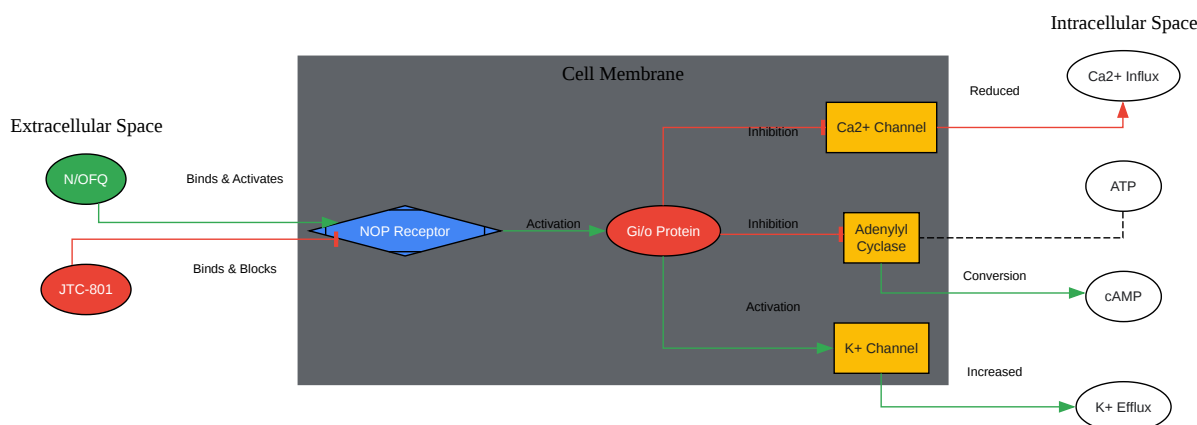 Intracellular Space
Cell Membrane
Ca2+ Influx
Reduced
Extracellular Space
Ca2+ Channel
Inhibition
N/OFQ
Binds & Activates
ATP
NOP Receptor
Activation
Gi/o Protein
Inhibition
Adenylyl
Cyclase
Binds & Blocks
JTC-801
Conversion
cAMP
Activation
K+ Channel
Increased
K+ Efflux